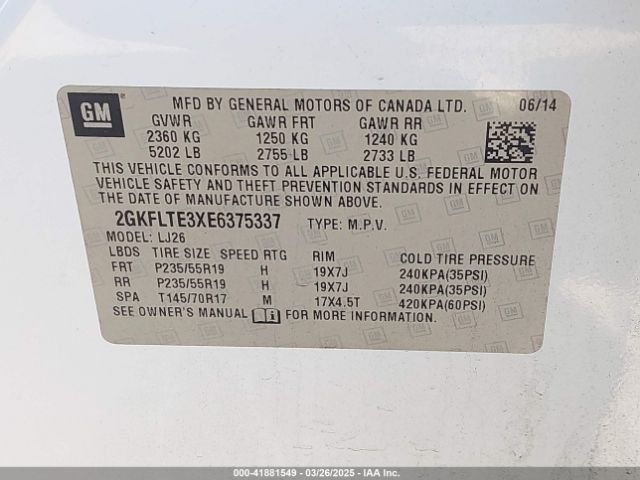 GM
MFD BY GENERAL MOTORS OF CANADA LTD. 06/14
GVWR GAWR FRT GAWR RR
2360 KG 1250 KG 1240 KG
5202 LB 2755 LB 2733 LB
THIS VEHICLE CONFORMS TO ALL APPLICABLE U.S. FEDERAL MOTOR
VEHICLE SAFETY AND THEFT PREVENTION STANDARDS IN EFFECT ON
THE DATE OF MANUFACTURE SHOWN ABOVE.
2GKFLTE3XE6375337 TYPE: M.P.V.
MODEL: LJ26
LBDS TIRE SIZE SPEED RTG RIM COLD TIRE PRESSURE
FRT P235/55R19 H 19X7J 240KPA(35PSI)
RR P235/55R19 H 19X7J 240KPA(35PSI)
SPA T145/70R17 M 17X4.5T 420KPA(60PSI)
SEE OWNER'S MANUAL FOR MORE INFORMATION.
000-41881549 - 03/26/2025 - IAAI.COM